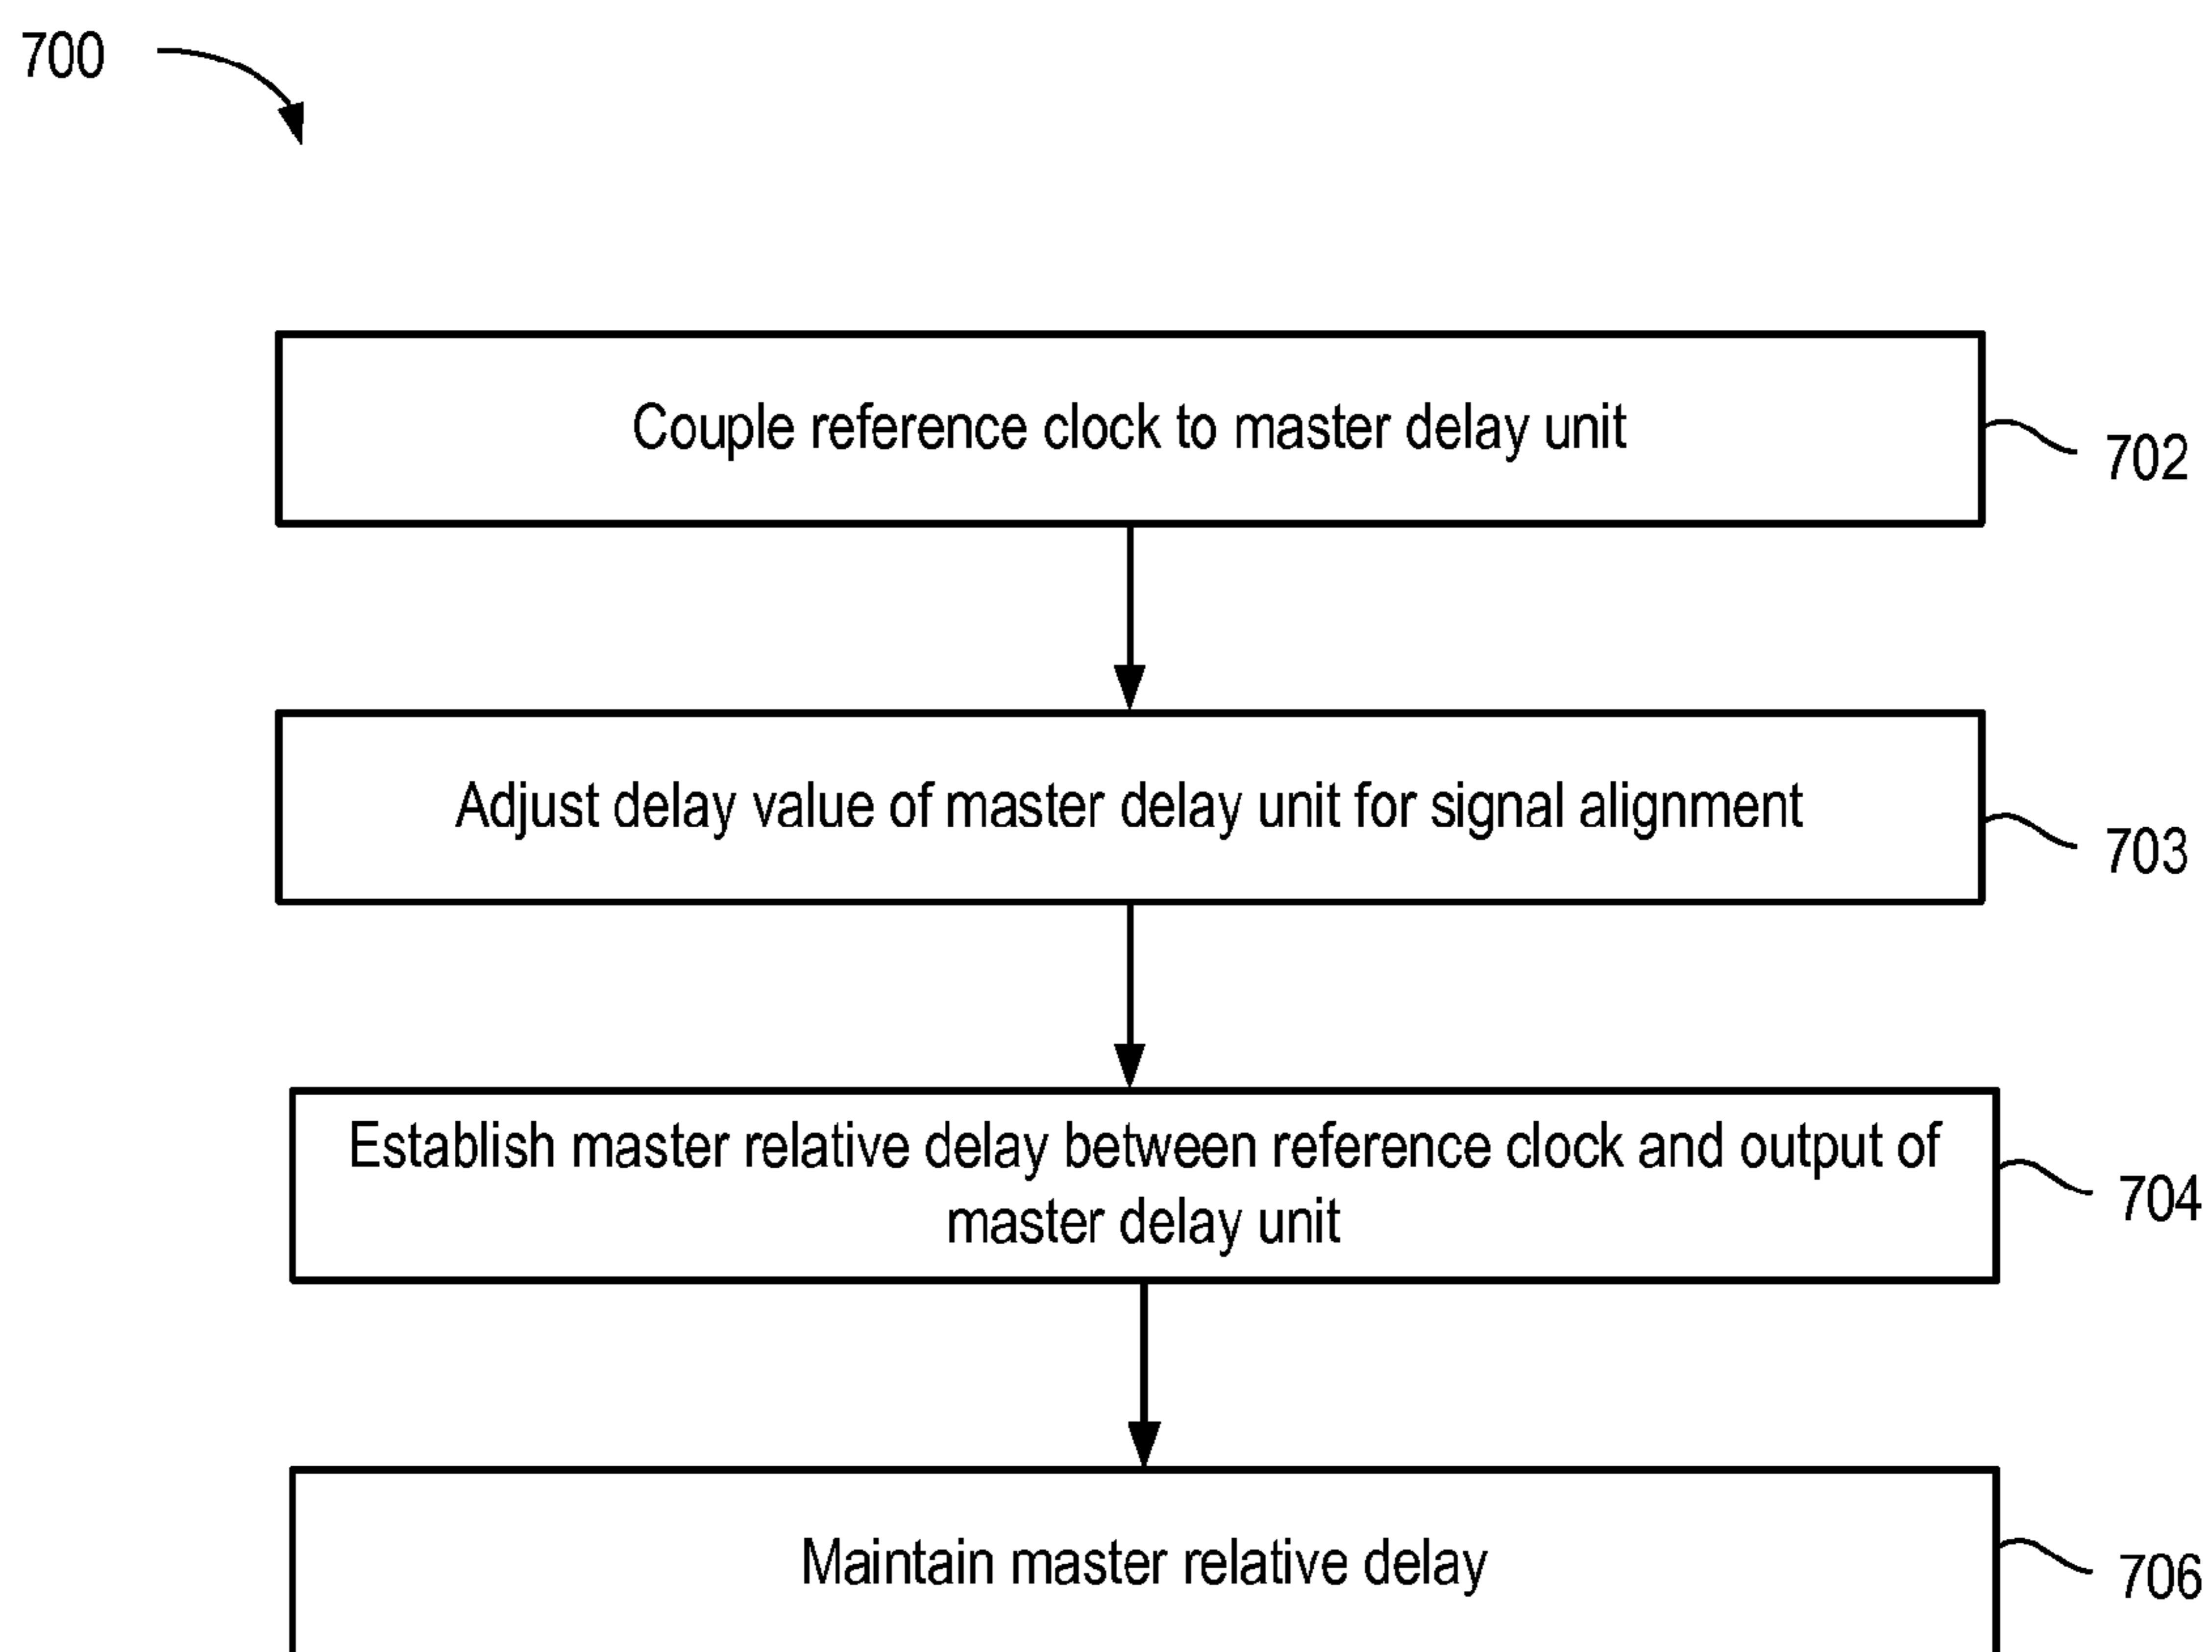 700
Couple reference clock to master delay unit
702
Adjust delay value of master delay unit for signal alignment
703
Establish master relative delay between reference clock and output of
master delay unit
704
Maintain master relative delay
706